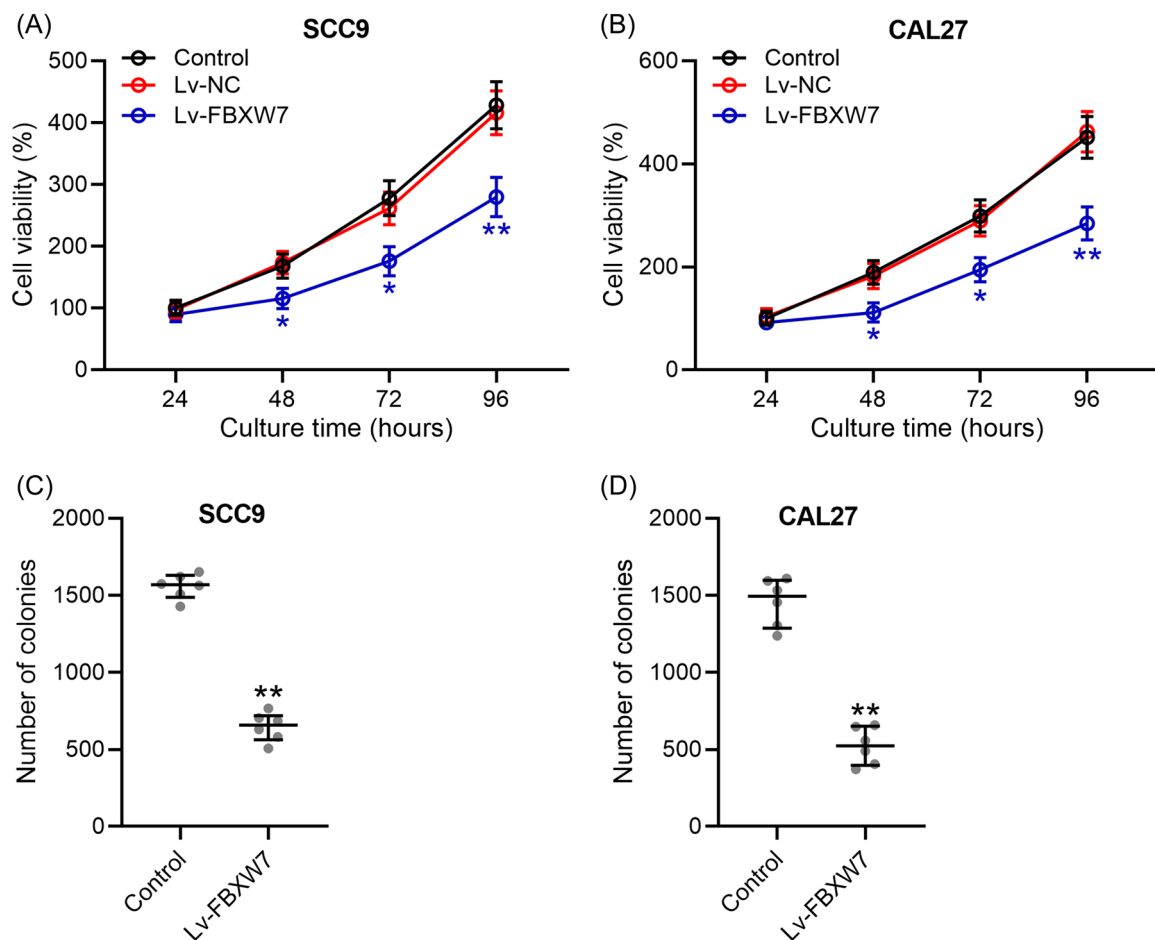 (A)
SCC9
Control
Lv-NC
Lv-FBXW7
Cell viability (%)
500
400
300
200
100
0
*
*
**
24 48 72 96
Culture time (hours)
(B)
CAL27
Control
Lv-NC
Lv-FBXW7
Cell viability (%)
600
400
200
0
*
*
**
24 48 72 96
Culture time (hours)
(C)
SCC9
Number of colonies
2000
1500
1000
500
0
**
Control
Lv-FBXW7
(D)
CAL27
Number of colonies
2000
1500
1000
500
0
**
Control
Lv-FBXW7